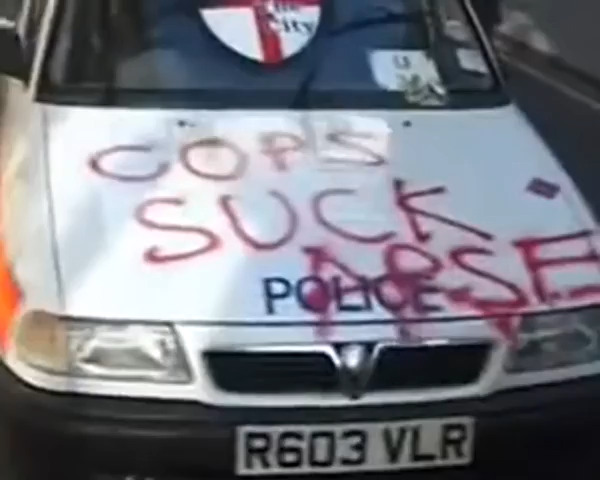 The
City
COPS
SUCK
ARSE
POLICE
R603 VLR